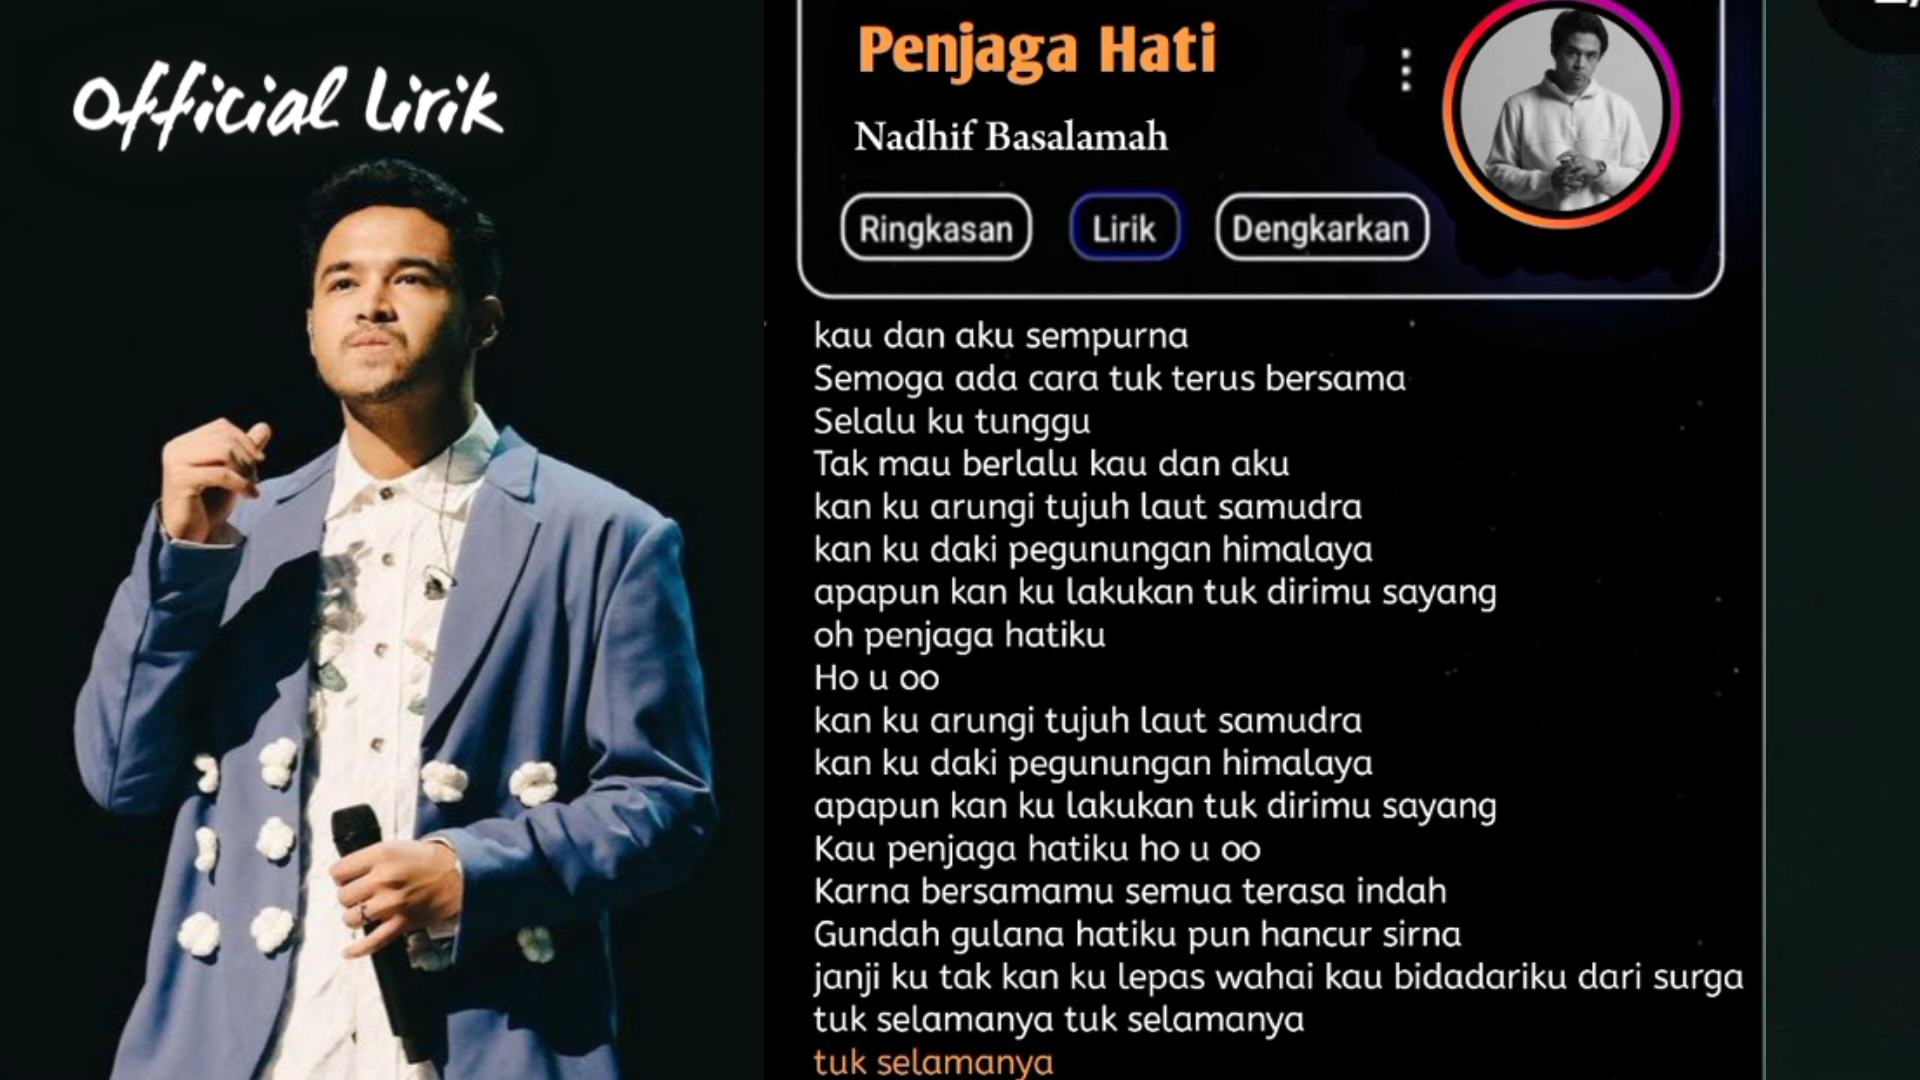 Official Lirik
Penjaga Hati
Nadhif Basalamah
Ringkasan
Lirik
Dengkarkan
kau dan aku sempurna
Semoga ada cara tuk terus bersama
Selalu ku tunggu
Tak mau berlalu kau dan aku
kan ku arungi tujuh laut samudra
kan ku daki pegunungan himalaya
apapun kan ku lakukan tuk dirimu sayang
oh penjaga hatiku
Ho u oo
kan ku arungi tujuh laut samudra
kan ku daki pegunungan himalaya
apapun kan ku lakukan tuk dirimu sayang
Kau penjaga hatiku ho u oo
Karna bersamamu semua terasa indah
Gundah gulana hatiku pun hancur sirna
janji ku tak kan ku lepas wahai kau bidadariku dari surga
tuk selamanya tuk selamanya
tuk selamanya